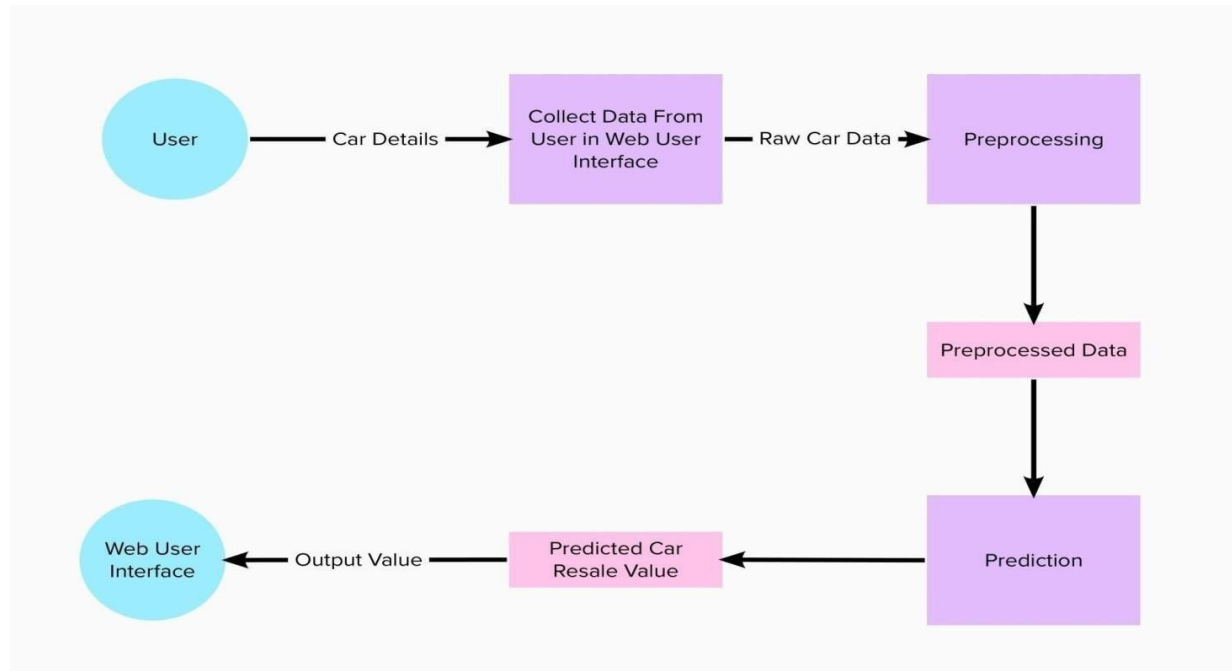 User
Car Details
Collect Data From
User in Web User
Interface
Raw Car Data
Preprocessing
Preprocessed Data
Prediction
Predicted Car
Resale Value
Output Value
Web User
Interface